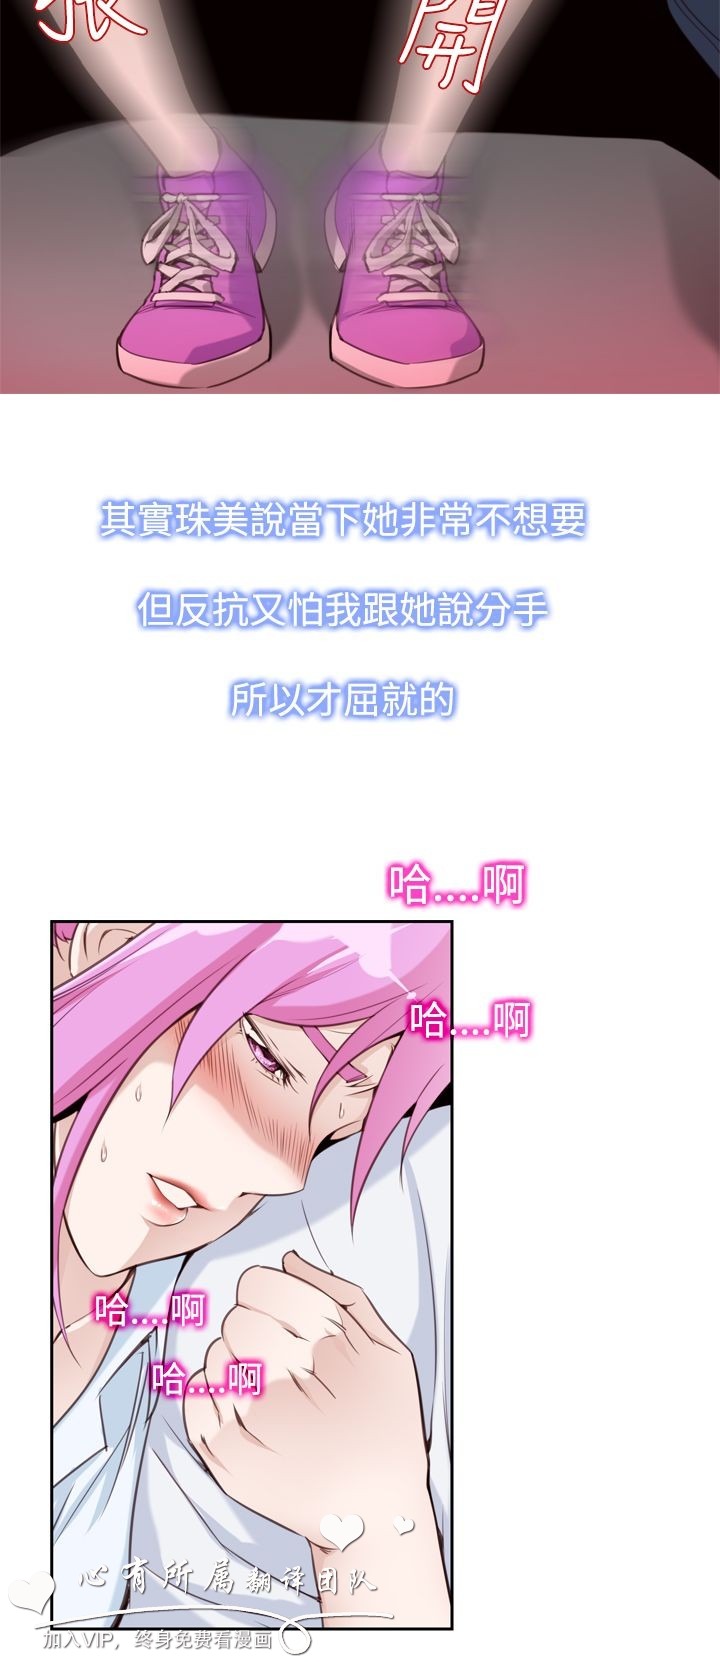 張
開
其實珠美說當下她非常不想要
但反抗又怕我跟她說分手
所以才屈就的
哈....啊
哈....啊
哈....啊
哈....啊
心有所属翻译团队
加入VIP，终身免费看漫画